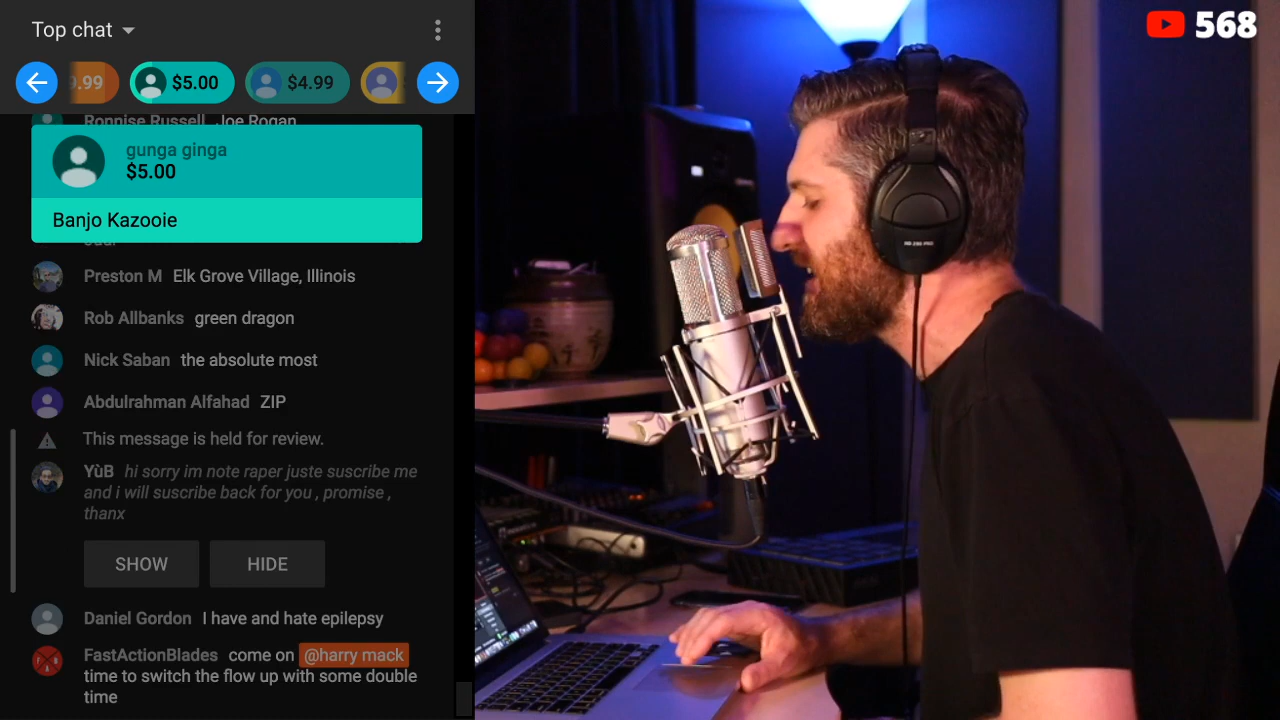 Top chat
568
9.99
$5.00
$4.99
Ronnise Russell Joe Rogan
gunga ginga
$5.00
Banjo Kazooie
Preston M Elk Grove Village, Illinois
Rob Allbanks green dragon
Nick Saban the absolute most
Abdulrahman Alfahad ZIP
This message is held for review.
YùB hi sorry im note raper juste suscribe me
and i will suscribe back for you , promise ,
thanx
SHOW HIDE
Daniel Gordon I have and hate epilepsy
FastActionBlades come on @harry mack
time to switch the flow up with some double
time
HD 280 PRO